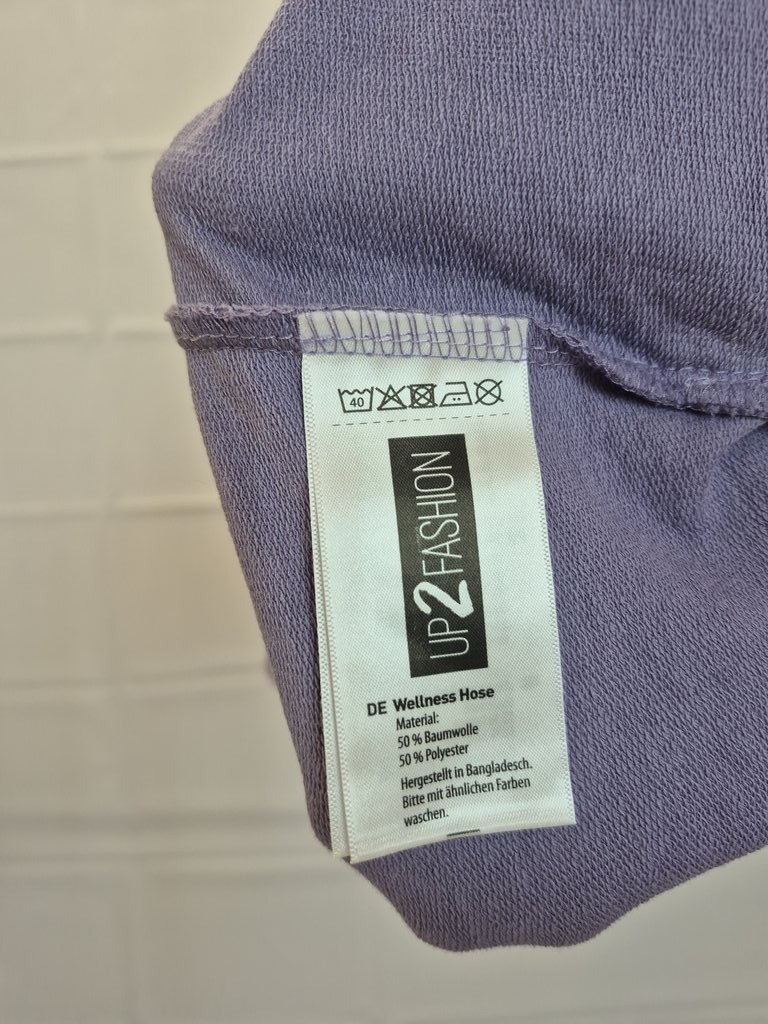 40
UP2FASHION
DE Wellness Hose
Material:
50 % Baumwolle
50 % Polyester
Hergestellt in Bangladesch.
Bitte mit ähnlichen Farben
waschen.